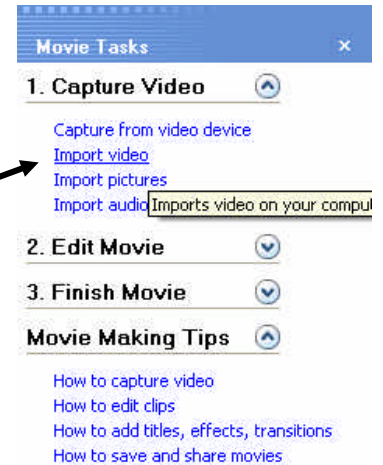 Movie Tasks ×
1. Capture Video
Capture from video device
Import video
Import pictures
Import audio Imports video on your comput
2. Edit Movie
3. Finish Movie
Movie Making Tips
How to capture video
How to edit clips
How to add titles, effects, transitions
How to save and share movies